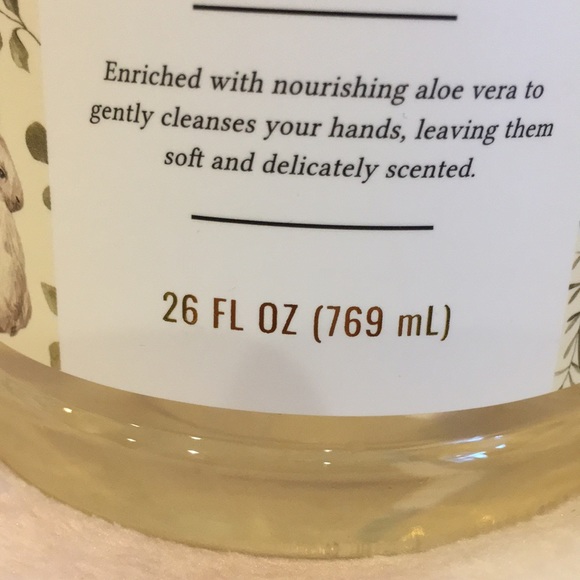 Enriched with nourishing aloe vera to
gently cleanses your hands, leaving them
soft and delicately scented.
26 FL OZ (769 mL)